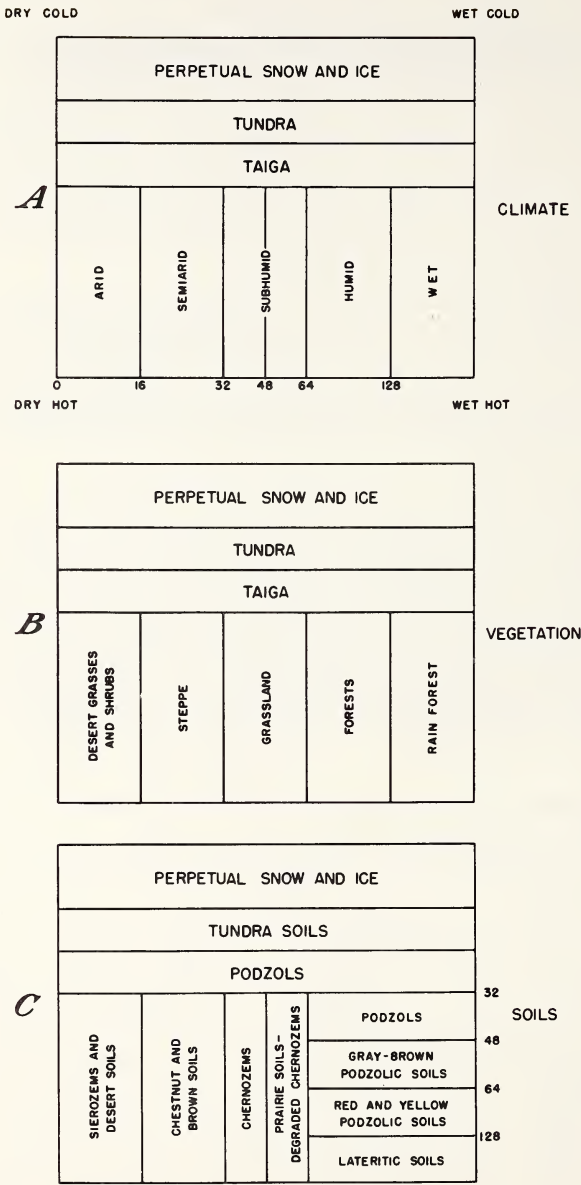 DRY COLD
WET COLD
PERPETUAL SNOW AND ICE
TUNDRA
TAIGA
A
CLIMATE
ARID
SEMIARID
SUBHUMID
HUMID
WET
0
16
32
48
64
128
DRY HOT
WET HOT
PERPETUAL SNOW AND ICE
TUNDRA
TAIGA
B
VEGETATION
DESERT GRASSES
AND SHRUBS
STEPPE
GRASSLAND
FORESTS
RAIN FOREST
PERPETUAL SNOW AND ICE
TUNDRA SOILS
PODZOLS
C
SOILS
SIEROZEMS AND
DESERT SOILS
CHESTNUT AND
BROWN SOILS
CHERNOZEMS
PRAIRIE SOILS-
DEGRADED CHERNOZEMS
32
PODZOLS
48
GRAY-BROWN
PODZOLIC SOILS
64
RED AND YELLOW
PODZOLIC SOILS
128
LATERITIC SOILS